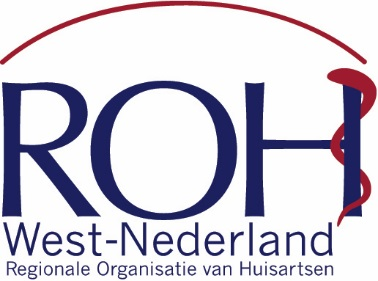 ROH
West-Nederland
Regionale Organisatie van Huisartsen